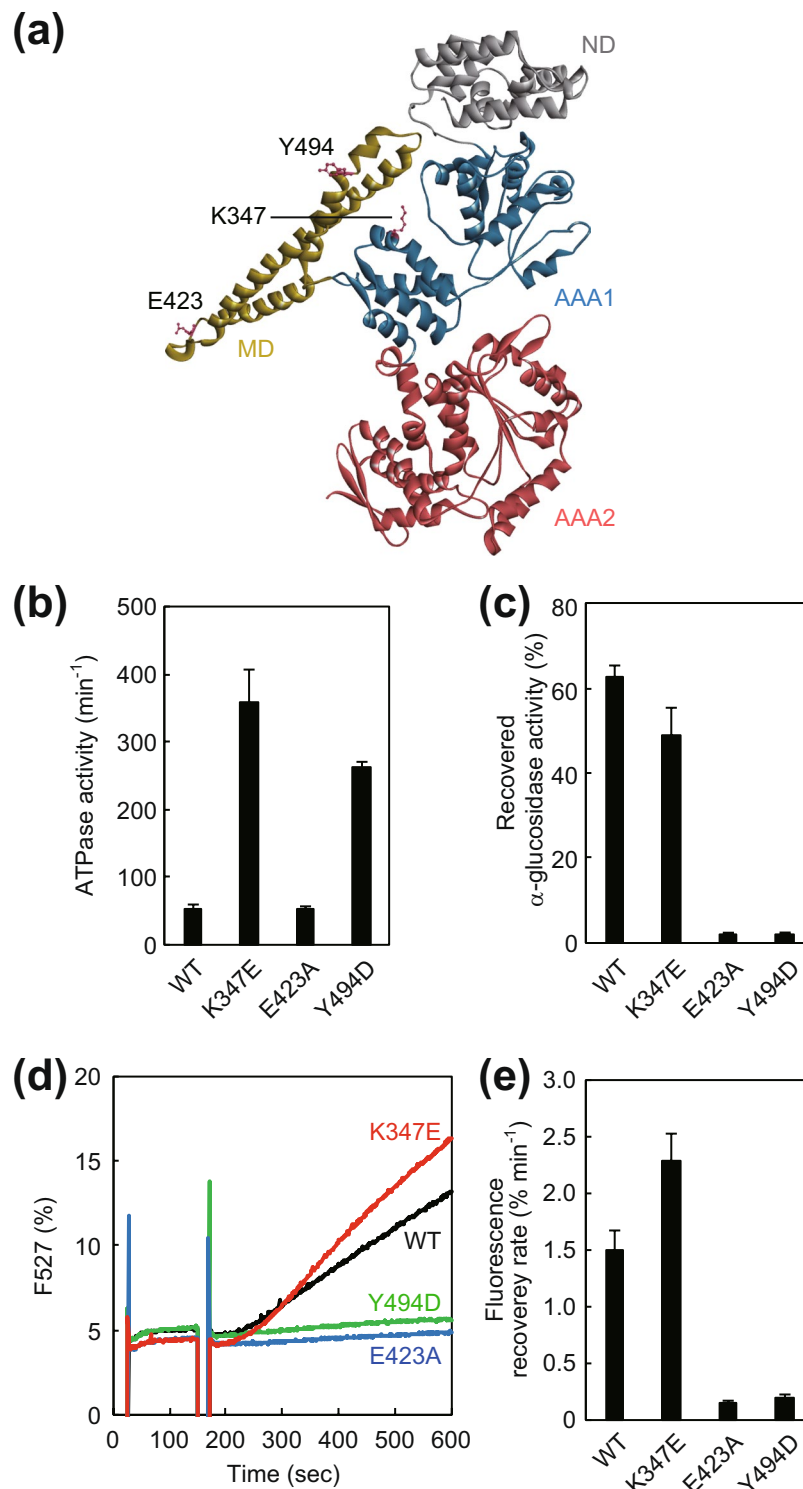 (a)
ND
Y494
K347
AAA1
E423
MD
AAA2
(b)
ATPase activity (min⁻¹)
500
400
300
200
100
0
WT
K347E
E423A
Y494D
(c)
Recovered
α-glucosidase activity (%)
80
60
40
20
0
WT
K347E
E423A
Y494D
(d)
F527 (%)
20
15
10
5
0
K347E
WT
Y494D
E423A
0 100 200 300 400 500 600
Time (sec)
(e)
Fluorescence
recoverey rate (% min⁻¹)
3.0
2.5
2.0
1.5
1.0
0.5
0
WT
K347E
E423A
Y494D